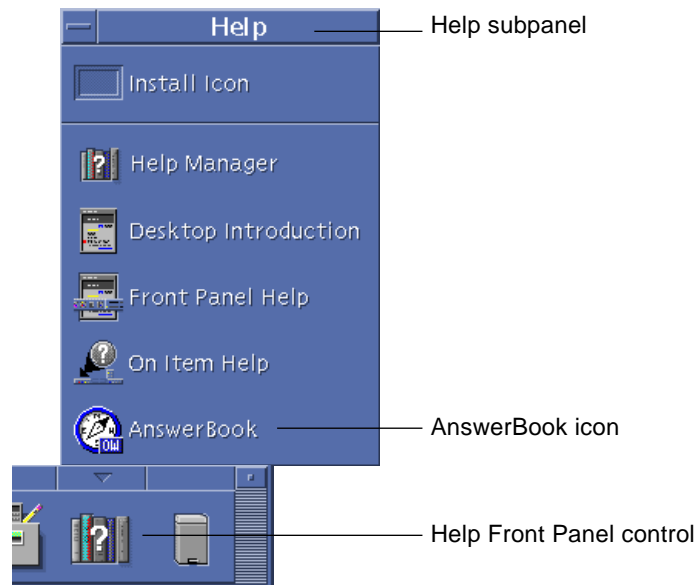 Help
Help subpanel
Install Icon
Help Manager
Desktop Introduction
Front Panel Help
On Item Help
AnswerBook
AnswerBook icon
Help Front Panel control
?
?
?
OW